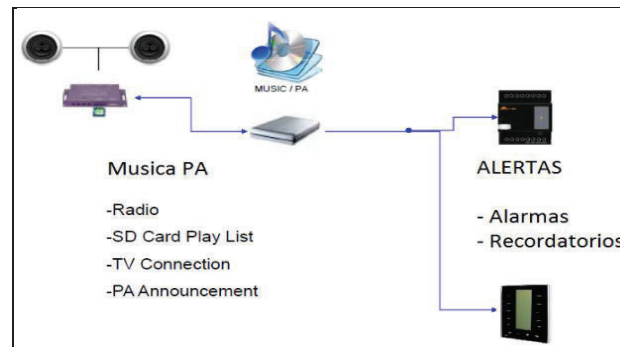 MUSIC / PA
Musica PA
-Radio
-SD Card Play List
-TV Connection
-PA Announcement
ALERTAS
- Alarmas
- Recordatorios